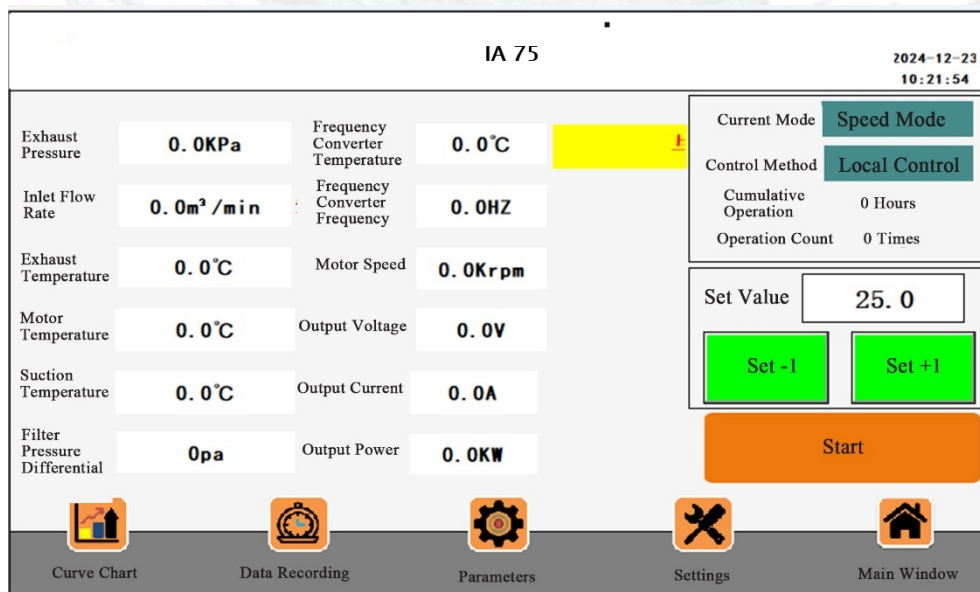 IA 75
2024-12-23
10:21:54
Exhaust
Pressure
0.0KPa
Frequency
Converter
Temperature
0.0℃
Current Mode
Speed Mode
Control Method
Local Control
Inlet Flow
Rate
0.0m³/min
Frequency
Converter
Frequency
0.0HZ
Cumulative
Operation
0 Hours
Operation Count
0 Times
Exhaust
Temperature
0.0℃
Motor Speed
0.0Krpm
Set Value
25.0
Motor
Temperature
0.0℃
Output Voltage
0.0V
Set -1
Set +1
Suction
Temperature
0.0℃
Output Current
0.0A
Filter
Pressure
Differential
0pa
Output Power
0.0KW
Start
Curve Chart
Data Recording
Parameters
Settings
Main Window